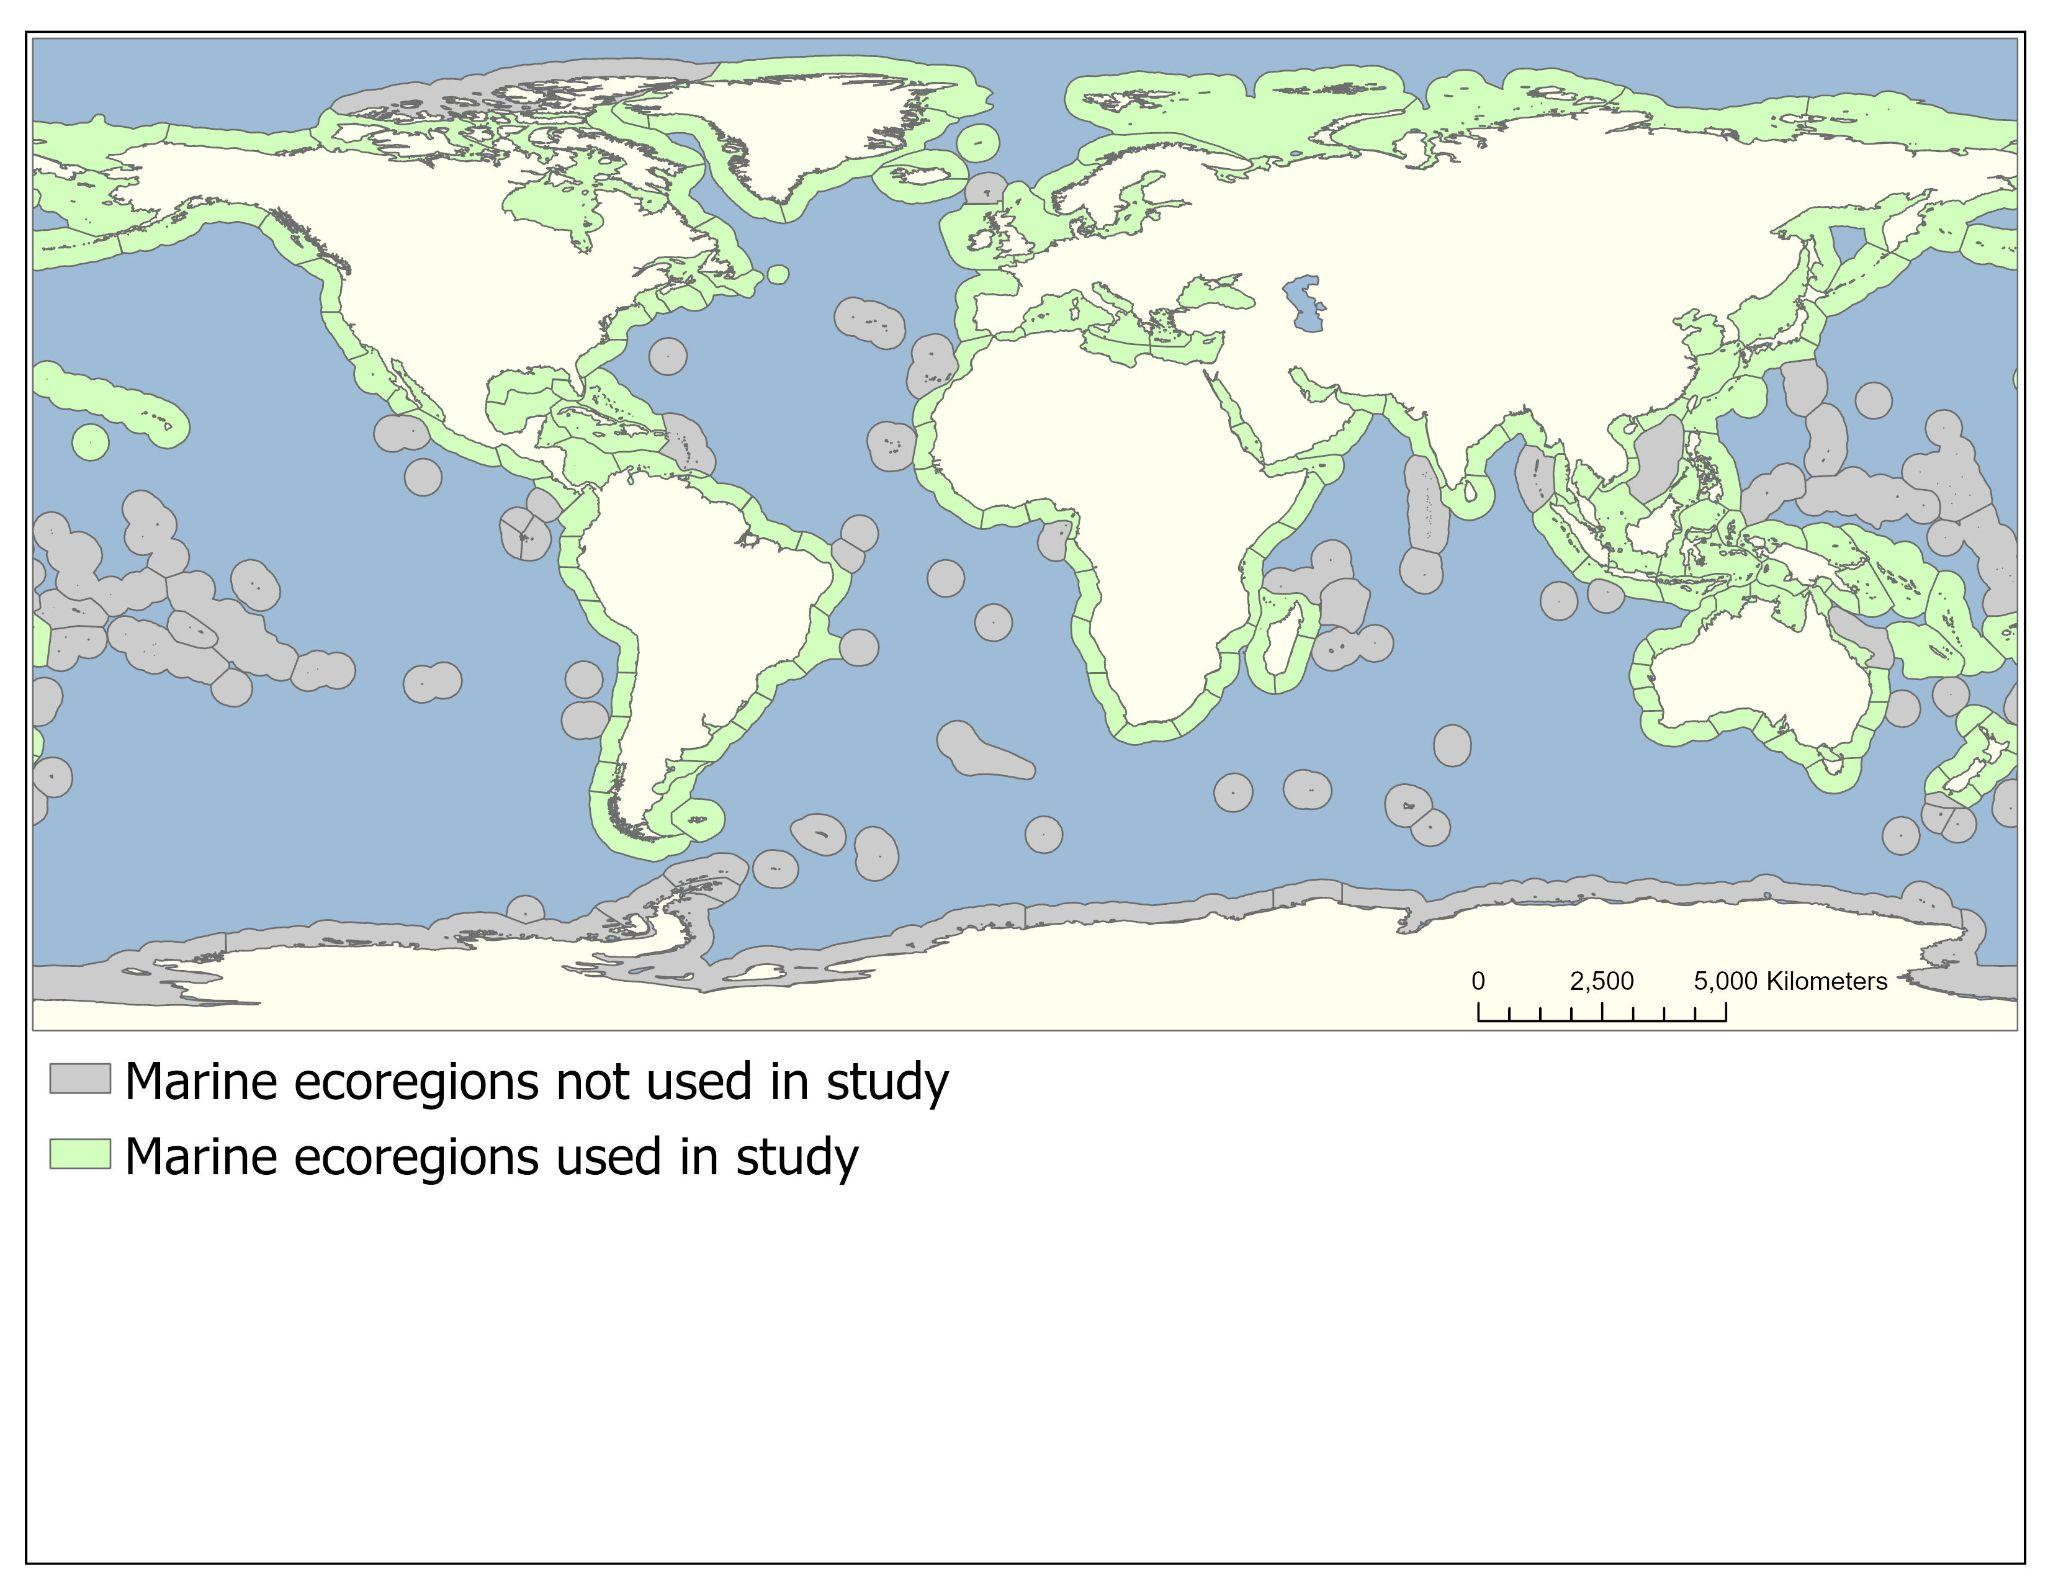 0 2,500 5,000 Kilometers
Marine ecoregions not used in study
Marine ecoregions used in study